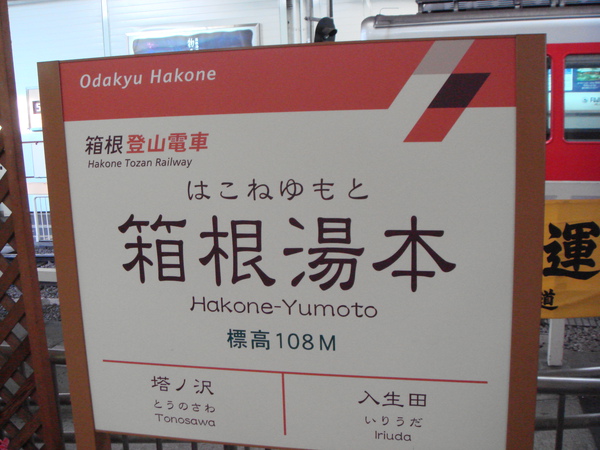 Odakyu Hakone
箱根登山電車
Hakone Tozan Railway
はこねゆもと
箱根湯本
Hakone-Yumoto
標高108M
塔ノ沢
とうのさわ
Tonosawa
入生田
いりうだ
Iriuda
運
道